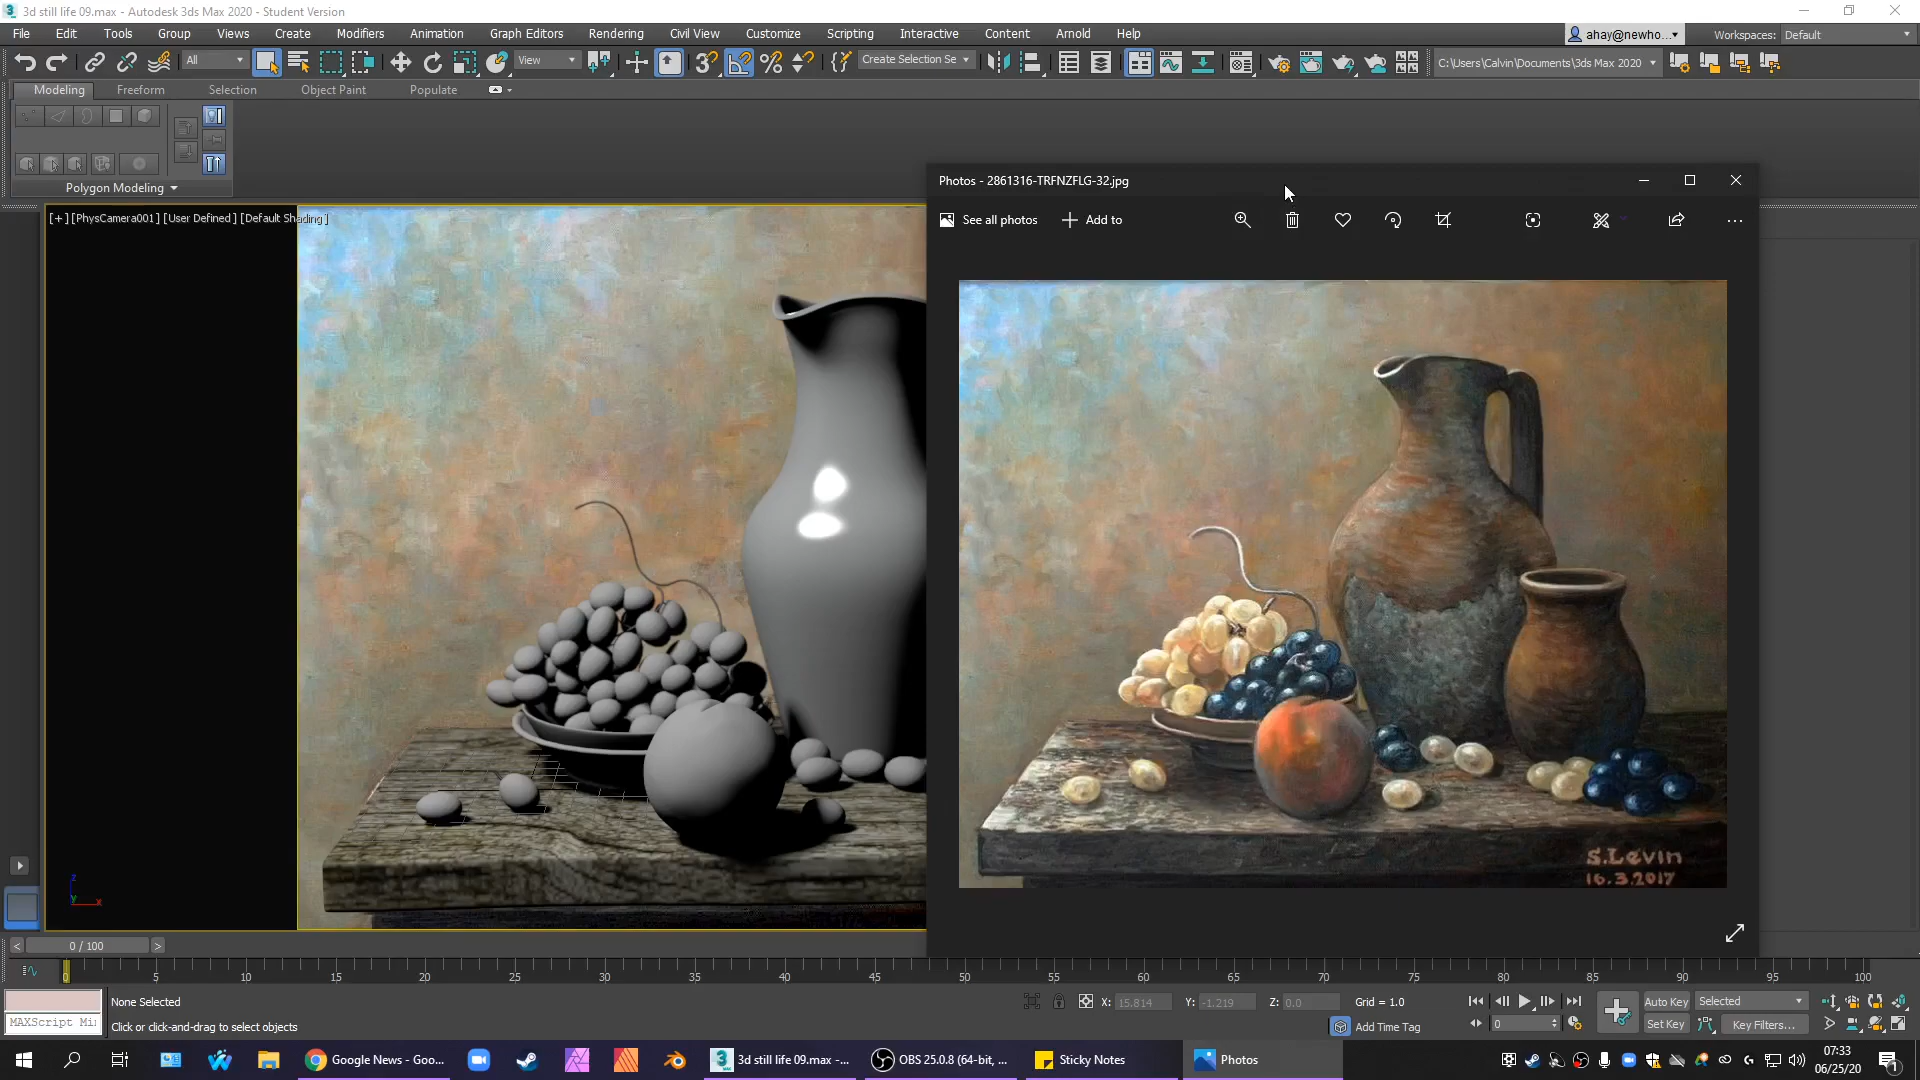 3d still life 09.max - Autodesk 3ds Max 2020 - Student Version
File Edit Tools Group Views Create Modifiers Animation Graph Editors Rendering Civil View Customize Scripting Interactive Content Arnold Help
ahay@newho...
Workspaces: Default
All
View
Create Selection Se
C:\Users\Calvin\Documents\3ds Max 2020
Modeling Freeform Selection Object Paint Populate
Polygon Modeling
[+] [PhysCamera001] [User Defined] [Default Shading]
Photos - 2861316-TRFNZFLG-32.jpg
See all photos
Add to
S.Levin
16.3.2017
z
y
x
< 0 / 100 >
0 5 10 15 20 25 30 35 40 45 50 55 60 65 70 75 80 85 90 95 100
None Selected
X: 15.814 Y: -1.219 Z: 0.0 Grid = 1.0
Auto Key Selected
MAXScript Mi
Click or click-and-drag to select objects
Add Time Tag
0
Set Key
Key Filters...
Google News - Goo...
3d still life 09.max -...
OBS 25.0.8 (64-bit, ...
Sticky Notes
Photos
07:33
06/25/20
1